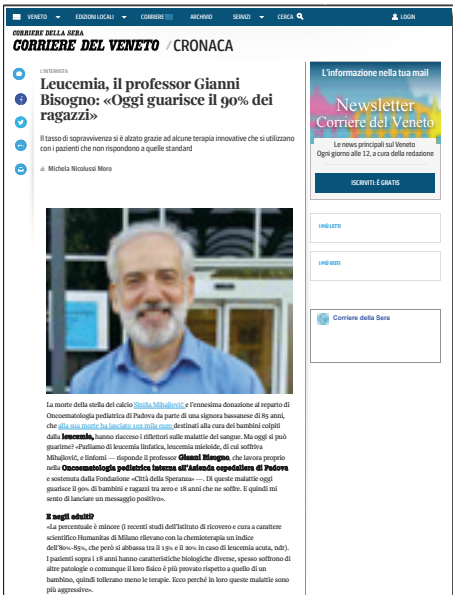 VENETO
EDIZIONI LOCALI
CORRIERE
ARCHIVIO
SERVIZI
CERCA
LOGIN
CORRIERE DELLA SERA
CORRIERE DEL VENETO / CRONACA
L'INTERVISTA
Leucemia, il professor Gianni
Bisogno: «Oggi guarisce il 90% dei
ragazzi»
Il tasso di sopravvivenza si è alzato grazie ad alcune terapia innovative che si utilizzano
con i pazienti che non rispondono a quelle standard
di Michela Nicolussi Moro
La morte della stella del calcio Siniša Mihajlović e l'ennesima donazione al reparto di
Oncoematologia pediatrica di Padova da parte di una signora bassanese di 85 anni,
che alla sua morte ha lasciato 102 mila euro destinati alla cura dei bambini colpiti
dalla leucemia, hanno riacceso i riflettori sulle malattie del sangue. Ma oggi si può
guarire? «Parliamo di leucemia linfatica, leucemia mieloide, di cui soffriva
Mihajlović, e linfomi — risponde il professor Gianni Bisogno, che lavora proprio
nella Oncoematologia pediatrica interna all'Azienda ospedaliera di Padova
e sostenuta dalla Fondazione «Città della Speranza» —. Di queste malattie oggi
guarisce il 90% di bambini e ragazzi tra zero e 18 anni che ne soffre. E quindi mi
sento di lanciare un messaggio positivo».
E negli adulti?
«La percentuale è minore (i recenti studi dell'Istituto di ricovero e cura a carattere
scientifico Humanitas di Milano rilevano con la chemioterapia un indice
dell'80%-85%, che però si abbassa tra il 15% e il 20% in caso di leucemia acuta, ndr).
I pazienti sopra i 18 anni hanno caratteristiche biologiche diverse, spesso soffrono di
altre patologie o comunque il loro fisico è più provato rispetto a quello di un
bambino, quindi tollerano meno le terapie. Ecco perché in loro queste malattie sono
più aggressive».
L'informazione nella tua mail
Newsletter
Corriere del Veneto
Le news principali sul Veneto
Ogni giorno alle 12, a cura della redazione
ISCRIVITI: È GRATIS
I PIÙ LETTI
I PIÙ VISTI
Corriere della Sera